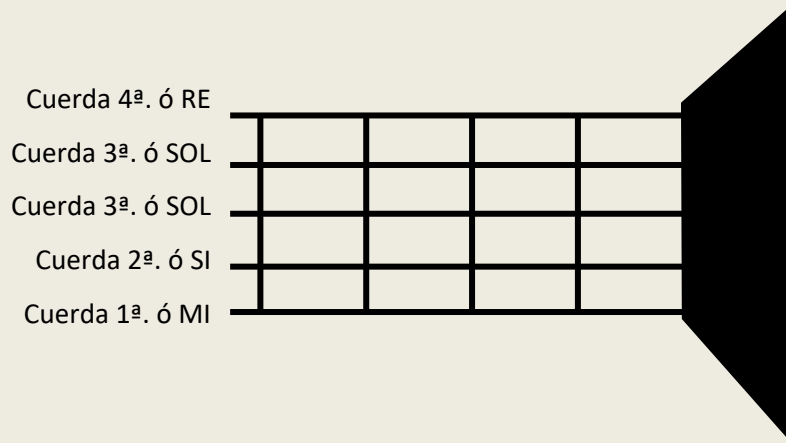 Cuerda 4ª. ó RE
Cuerda 3ª. ó SOL
Cuerda 3ª. ó SOL
Cuerda 2ª. ó SI
Cuerda 1ª. ó MI